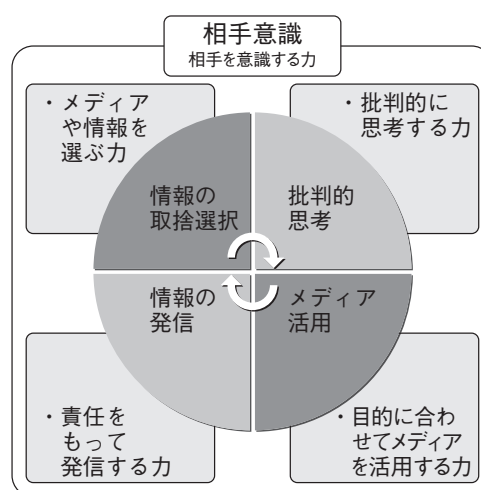 相手意識
相手を意識する力
・メディア
や情報を
選ぶ力
・批判的に
思考する力
情報の
取捨選択
批判的
思考
情報の
発信
メディア
活用
・責任を
もって
発信する力
・目的に合わ
せてメディア
を活用する力